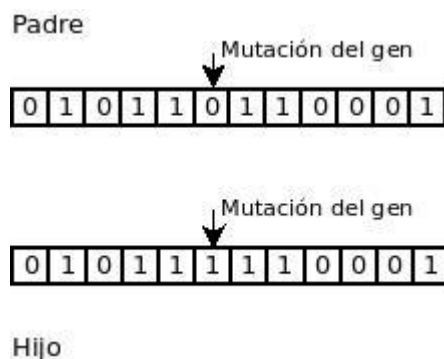 Padre
Mutación del gen
0 1 0 1 1 0 1 1 0 0 0 1
Mutación del gen
0 1 0 1 1 1 1 1 0 0 0 1
Hijo